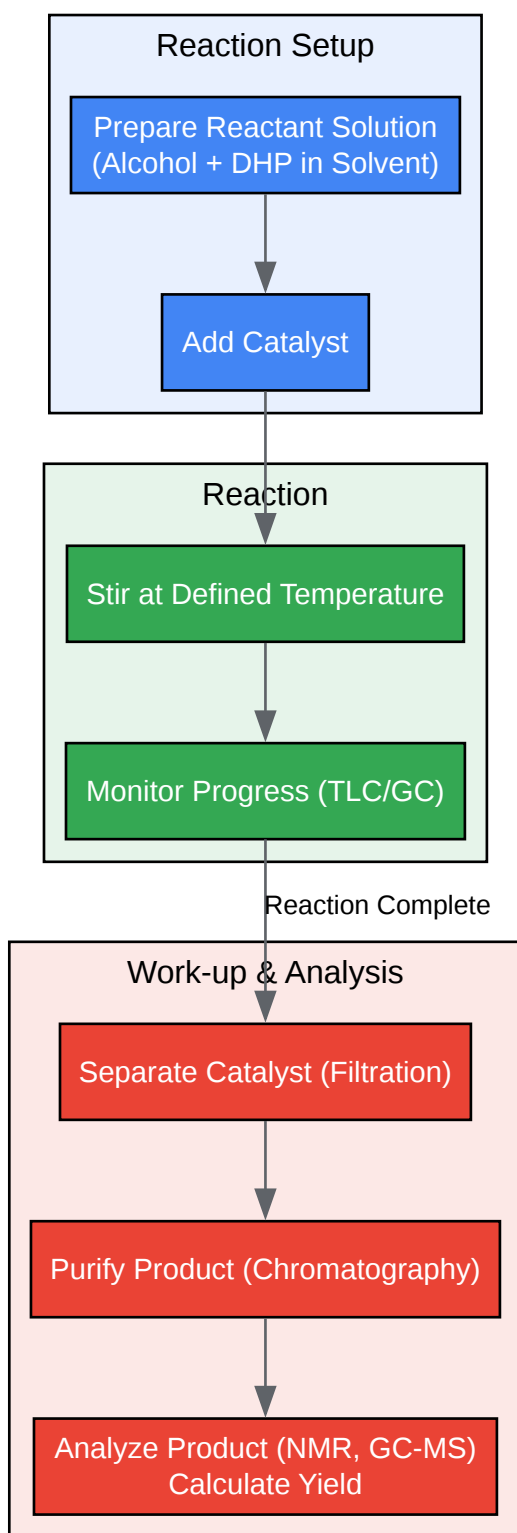 Reaction Setup
Prepare Reactant Solution
(Alcohol + DHP in Solvent)
Add Catalyst
Reaction
Stir at Defined Temperature
Monitor Progress (TLC/GC)
Reaction Complete
Work-up & Analysis
Separate Catalyst (Filtration)
Purify Product (Chromatography)
Analyze Product (NMR, GC-MS)
Calculate Yield